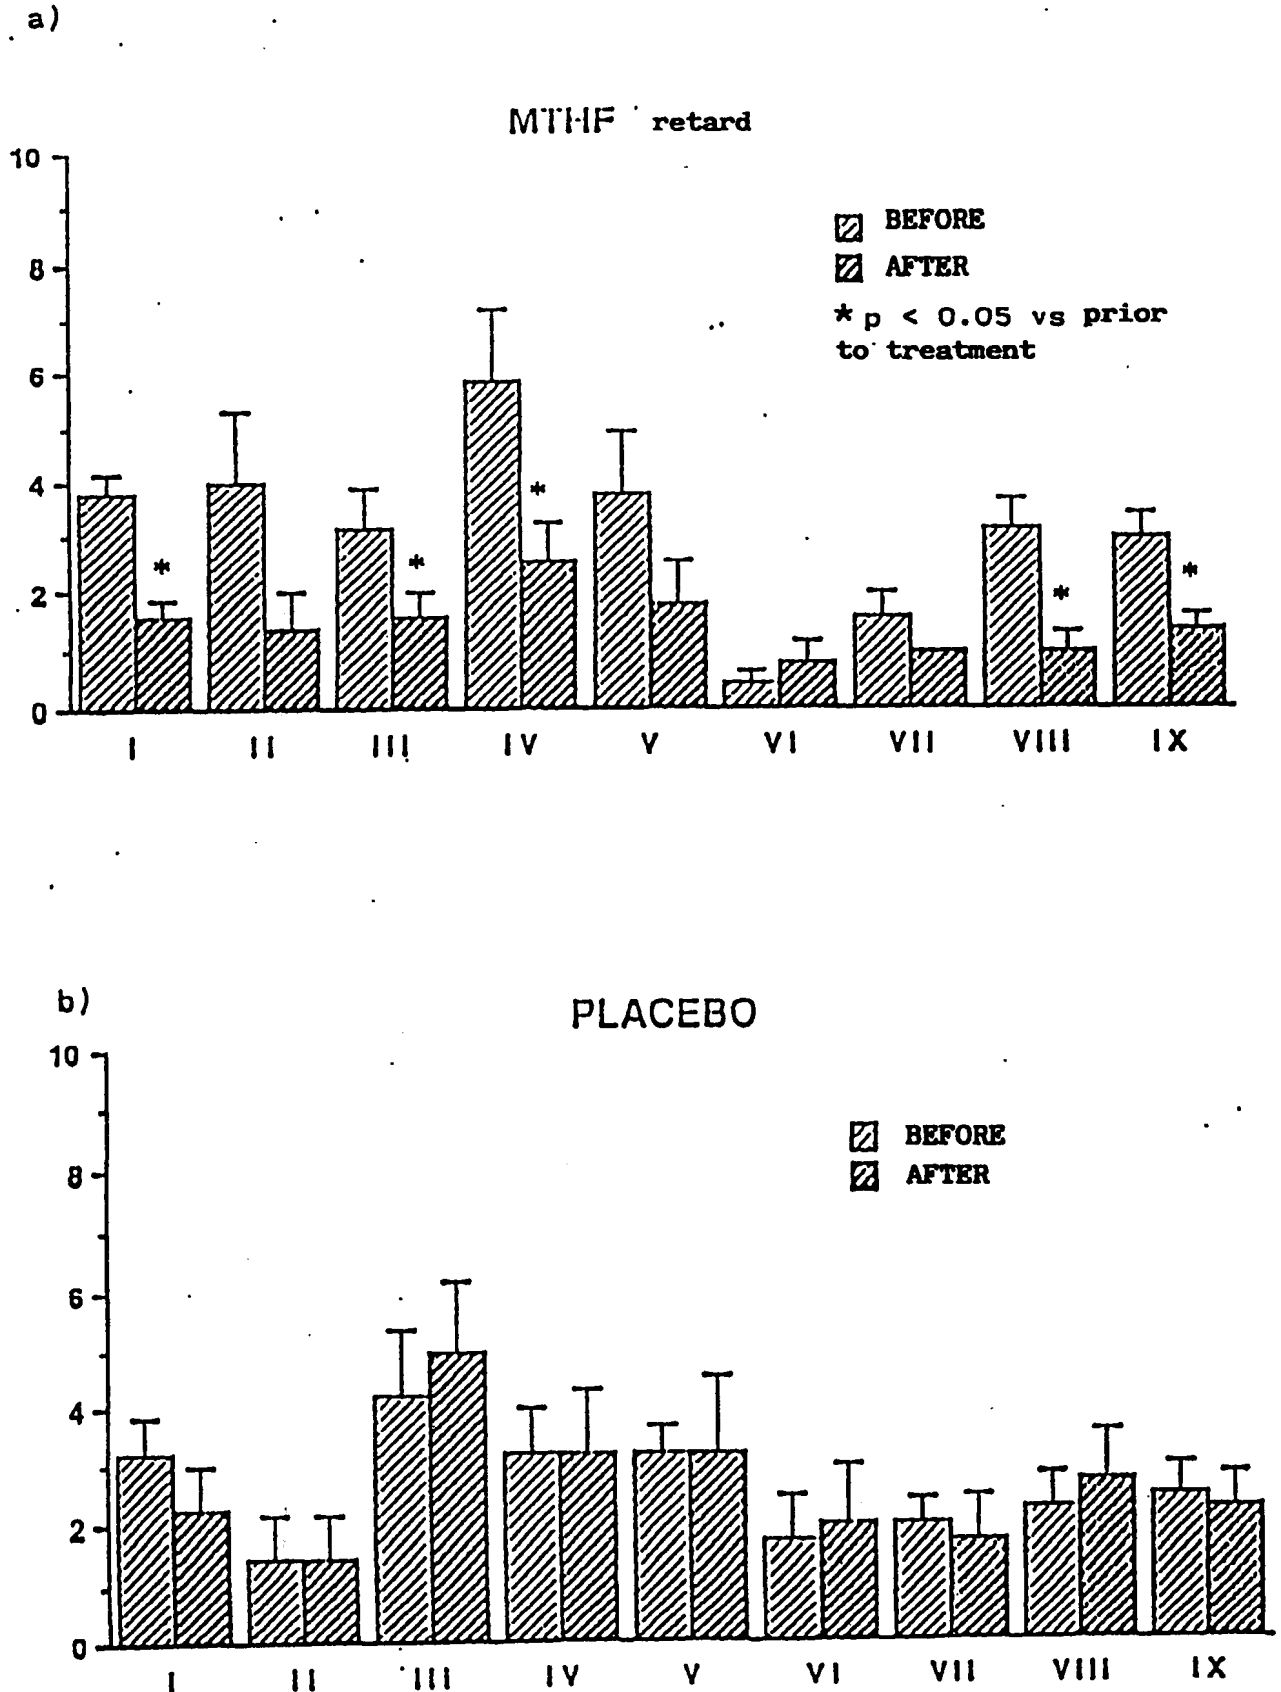 a)
MTHF retard
10
8
6
4
2
0
BEFORE
AFTER
* p < 0.05 vs prior
to treatment
*
*
*
*
*
I II III IV V VI VII VIII IX
b)
PLACEBO
10
8
6
4
2
0
BEFORE
AFTER
I II III IV V VI VII VIII IX